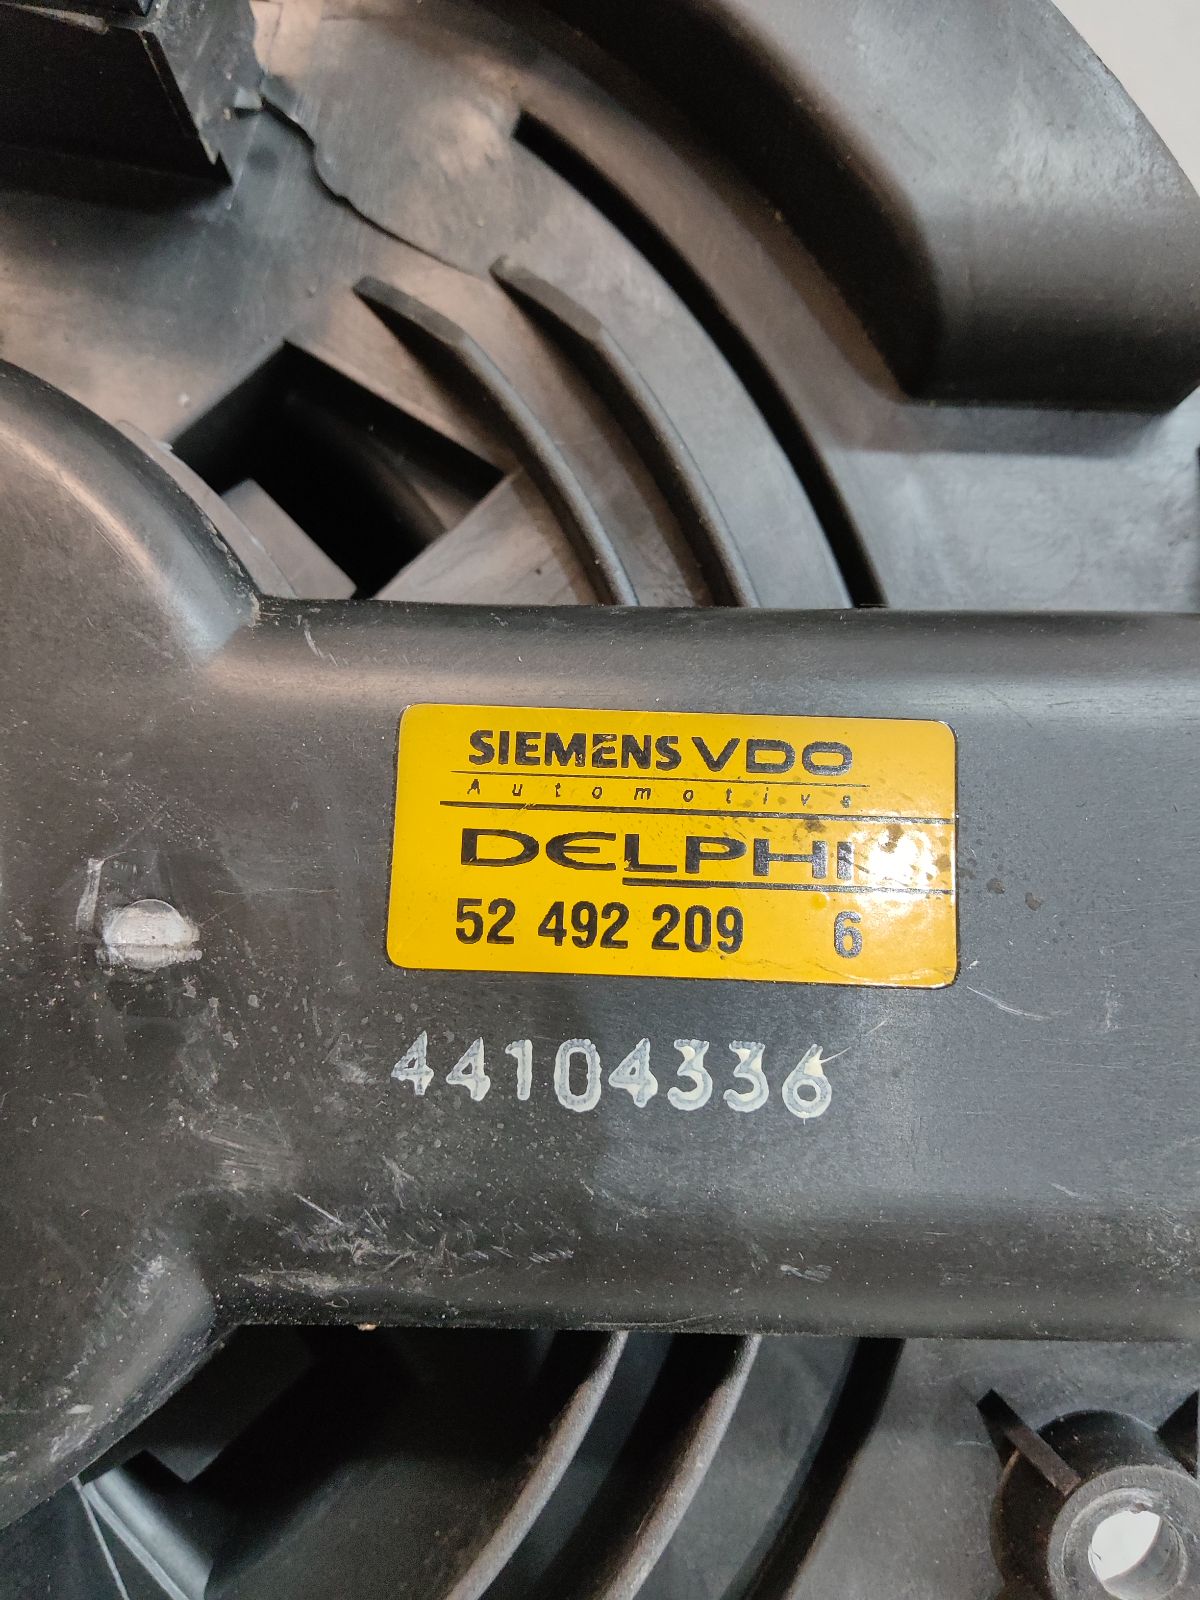 SIEMENS VDO
Automotive
DELPHI
52 492 209 6
44104336